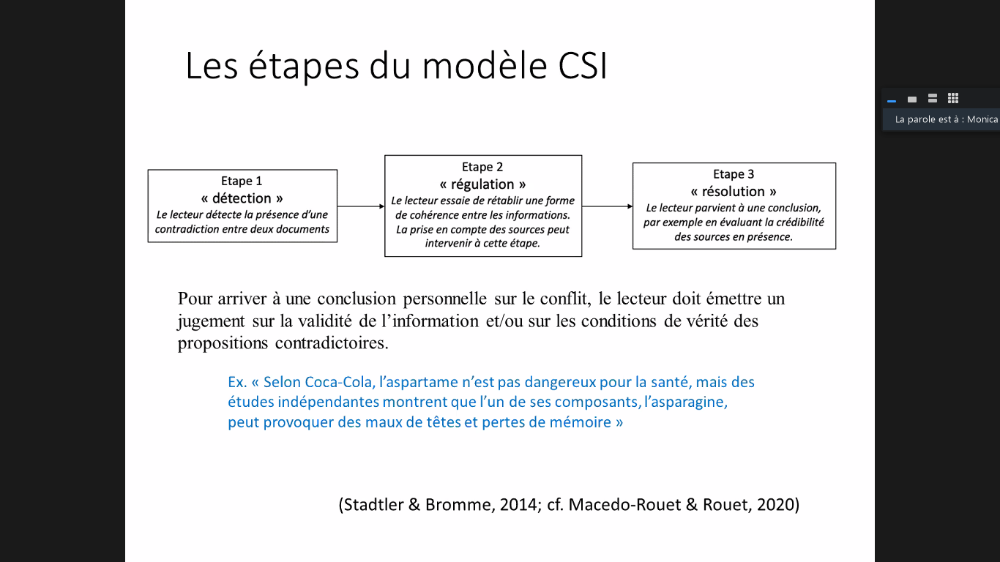 Les étapes du modèle CSI
La parole est à : Monica
Etape 1
« détection »
Le lecteur détecte la présence d’une
contradiction entre deux documents
Etape 2
« régulation »
Le lecteur essaie de rétablir une forme
de cohérence entre les informations.
La prise en compte des sources peut
intervenir à cette étape.
Etape 3
« résolution »
Le lecteur parvient à une conclusion,
par exemple en évaluant la crédibilité
des sources en présence.
Pour arriver à une conclusion personnelle sur le conflit, le lecteur doit émettre un
jugement sur la validité de l’information et/ou sur les conditions de vérité des
propositions contradictoires.
Ex. « Selon Coca-Cola, l’aspartame n’est pas dangereux pour la santé, mais des
études indépendantes montrent que l’un de ses composants, l’asparagine,
peut provoquer des maux de têtes et pertes de mémoire »
(Stadtler & Bromme, 2014; cf. Macedo-Rouet & Rouet, 2020)